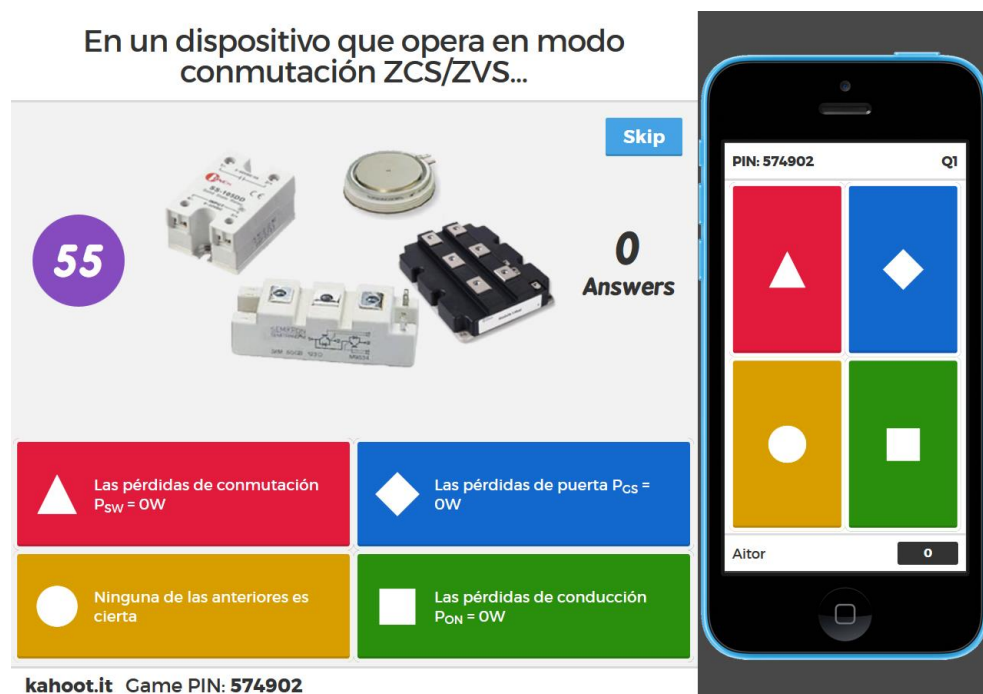 En un dispositivo que opera en modo
conmutación ZCS/ZVS...
Skip
55
0
Answers
Las pérdidas de conmutación
PSW = 0W
Las pérdidas de puerta PGS =
0W
Ninguna de las anteriores es
cierta
Las pérdidas de conducción
PON = 0W
kahoot.it Game PIN: 574902
PIN: 574902 Q1
Aitor 0